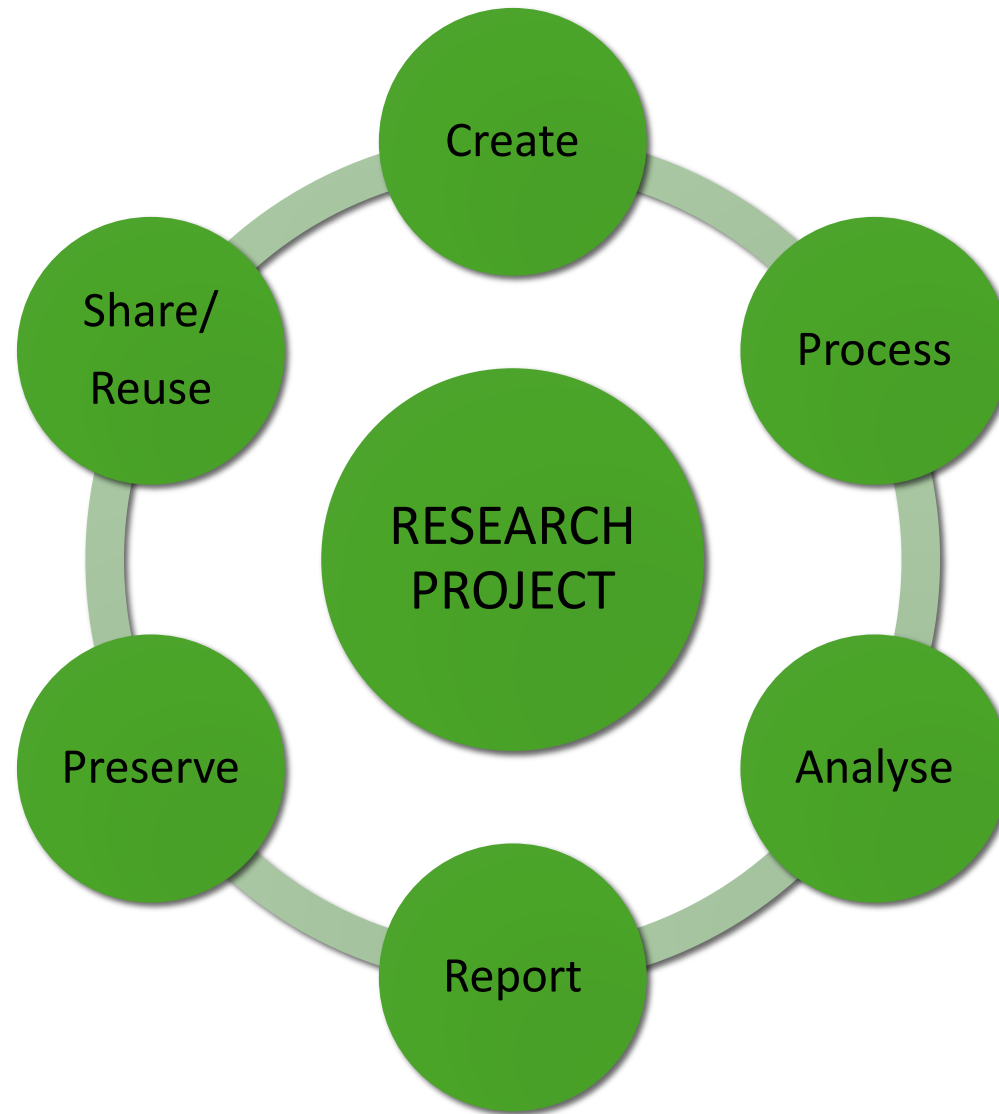 Create
Process
Analyse
Report
Preserve
Share/
Reuse
RESEARCH
PROJECT